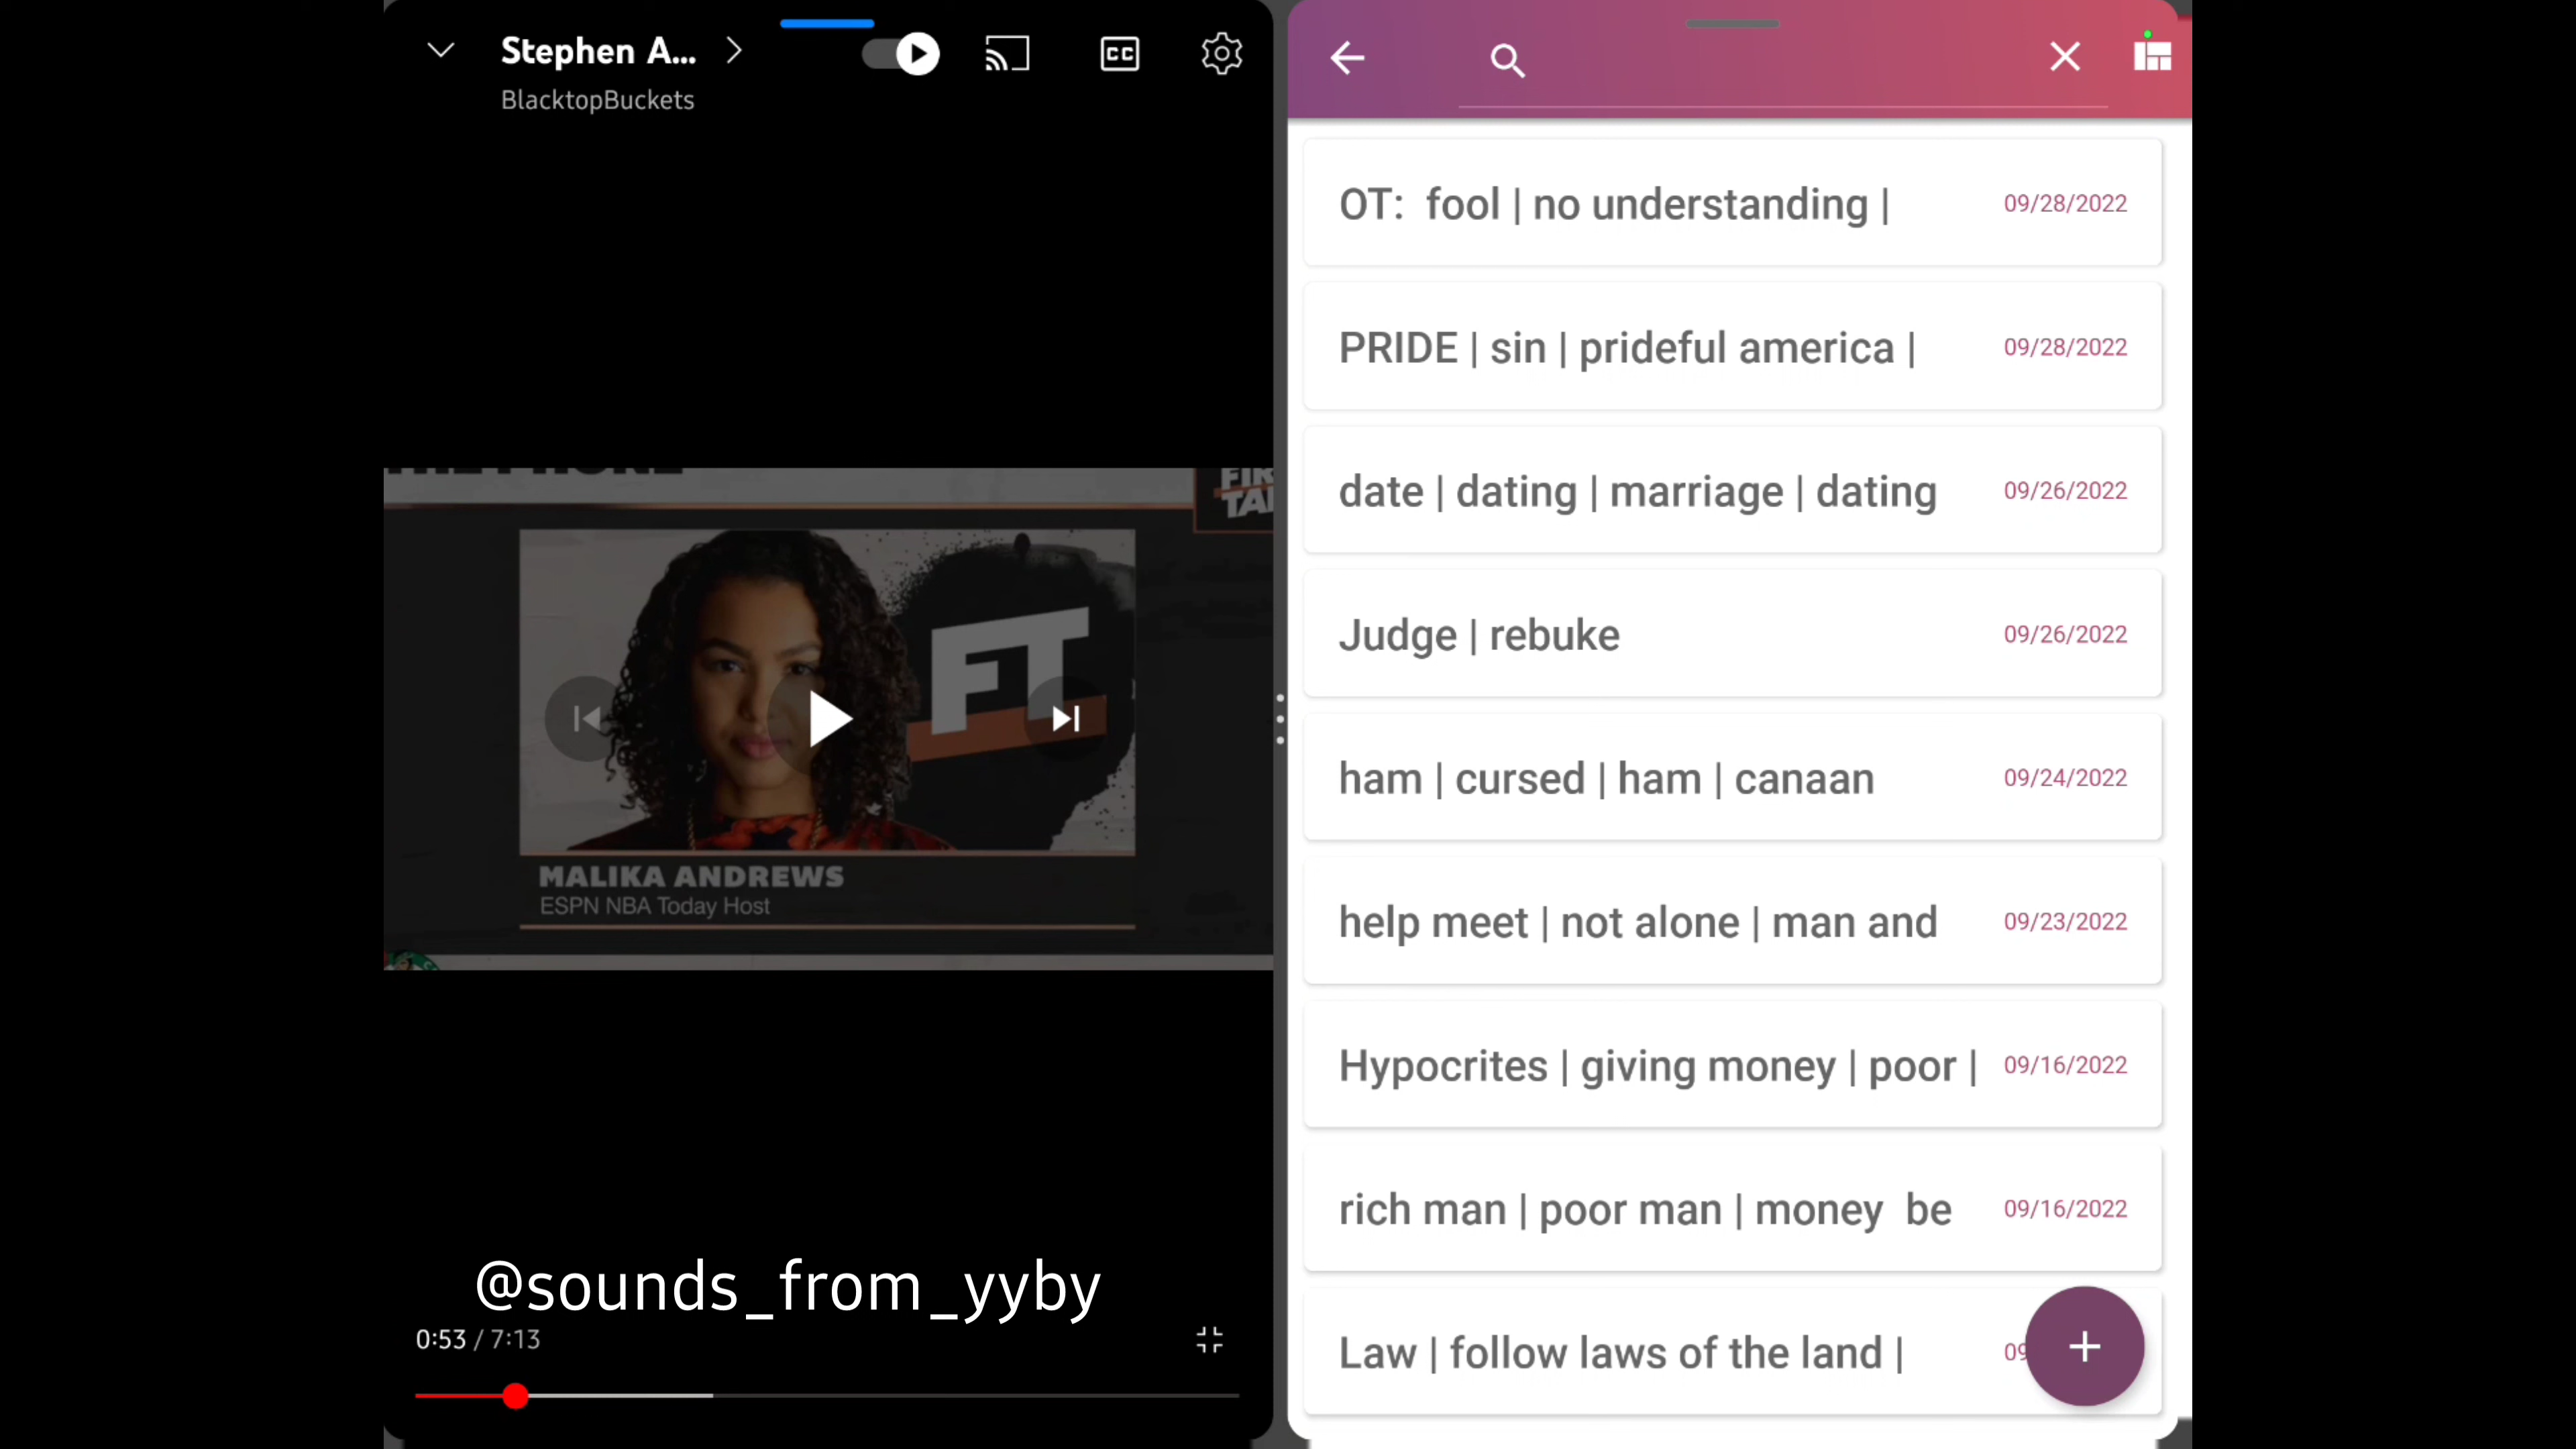 Stephen A...
BlacktopBuckets
CC
FT
MALIKA ANDREWS
ESPN NBA Today Host
@sounds_from_yyby
0:53 / 7:13
OT:  fool | no understanding |
09/28/2022
PRIDE | sin | prideful america |
09/28/2022
date | dating | marriage | dating
09/26/2022
Judge | rebuke
09/26/2022
ham | cursed | ham | canaan
09/24/2022
help meet | not alone | man and
09/23/2022
Hypocrites | giving money | poor |
09/16/2022
rich man | poor man | money  be
09/16/2022
Law | follow laws of the land |